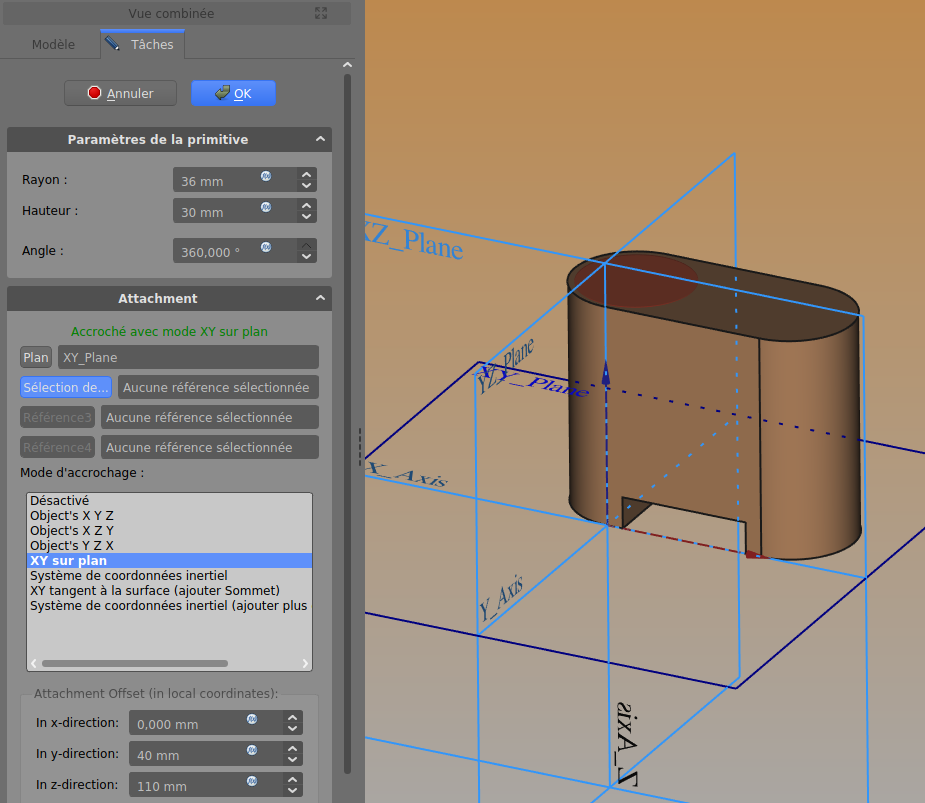 Vue combinée
Modèle
Tâches
Annuler
OK
Paramètres de la primitive
Rayon :
36 mm
Hauteur :
30 mm
Angle :
360,000 °
Attachment
Accroché avec mode XY sur plan
Plan
XY_Plane
Sélection de...
Aucune référence sélectionnée
Référence3
Aucune référence sélectionnée
Référence4
Aucune référence sélectionnée
Mode d'accrochage :
Désactivé
Object's X Y Z
Object's X Z Y
Object's Y Z X
XY sur plan
Système de coordonnées inertiel
XY tangent à la surface (ajouter Sommet)
Système de coordonnées inertiel (ajouter plus
Attachment Offset (in local coordinates):
In x-direction:
0,000 mm
In y-direction:
40 mm
In z-direction:
110 mm
XZ_Plane
YZ_Plane
XY_Plane
X_Axis
Y_Axis
Z_Axis